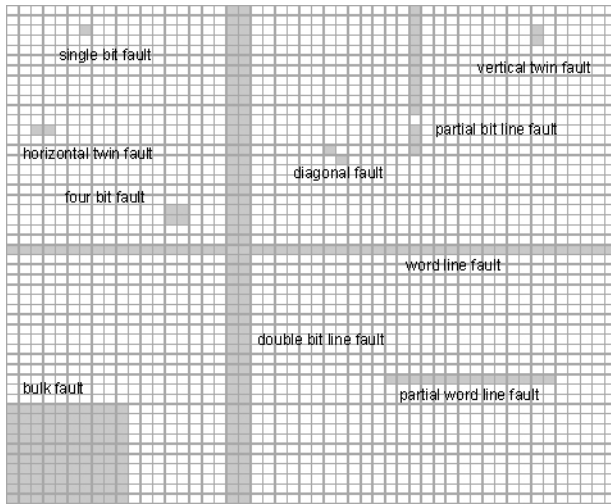 single bit fault
vertical twin fault
partial bit line fault
horizontal twin fault
diagonal fault
four bit fault
word line fault
double bit line fault
bulk fault
partial word line fault